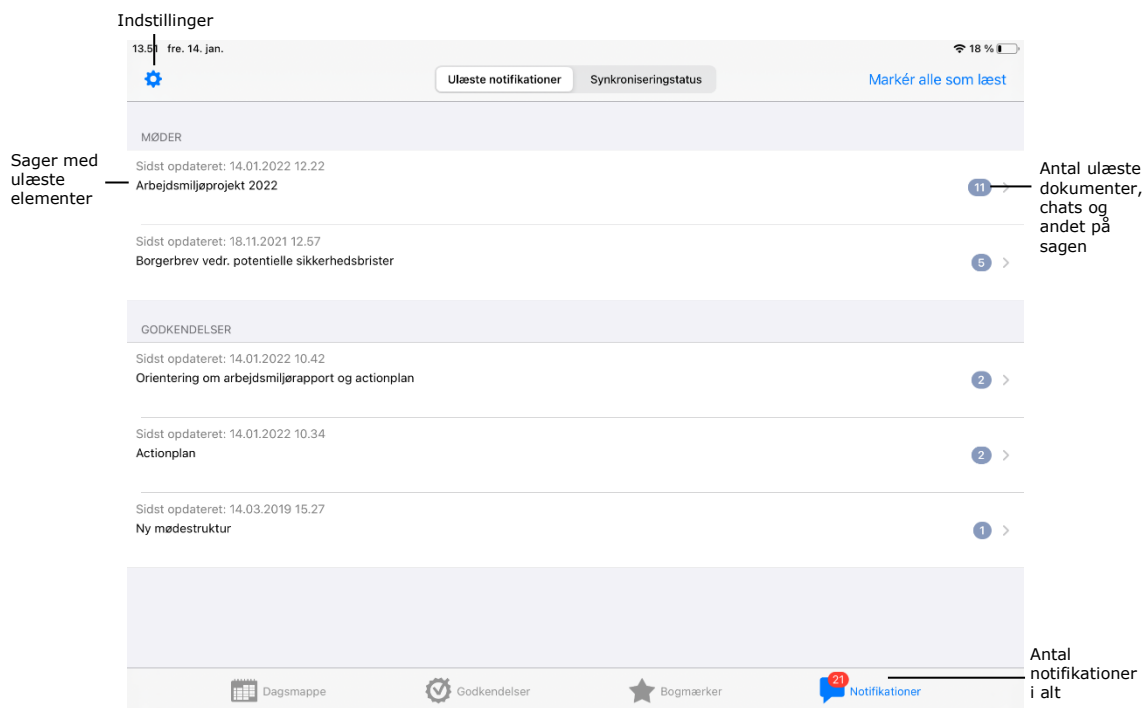 Indstillinger
13.51 fre. 14. jan.
18 %
Ulæste notifikationer
Synkroniseringstatus
Markér alle som læst
MØDER
Sager med
ulæste
elementer
Sidst opdateret: 14.01.2022 12.22
Arbejdsmiljøprojekt 2022
11
Antal ulæste
dokumenter,
chats og
andet på
sagen
Sidst opdateret: 18.11.2021 12.57
Borgerbrev vedr. potentielle sikkerhedsbrister
5
GODKENDELSER
Sidst opdateret: 14.01.2022 10.42
Orientering om arbejdsmiljørapport og actionplan
2
Sidst opdateret: 14.01.2022 10.34
Actionplan
2
Sidst opdateret: 14.03.2019 15.27
Ny mødestruktur
1
Dagsmappe
Godkendelser
Bogmærker
21
Notifikationer
Antal
notifikationer
i alt